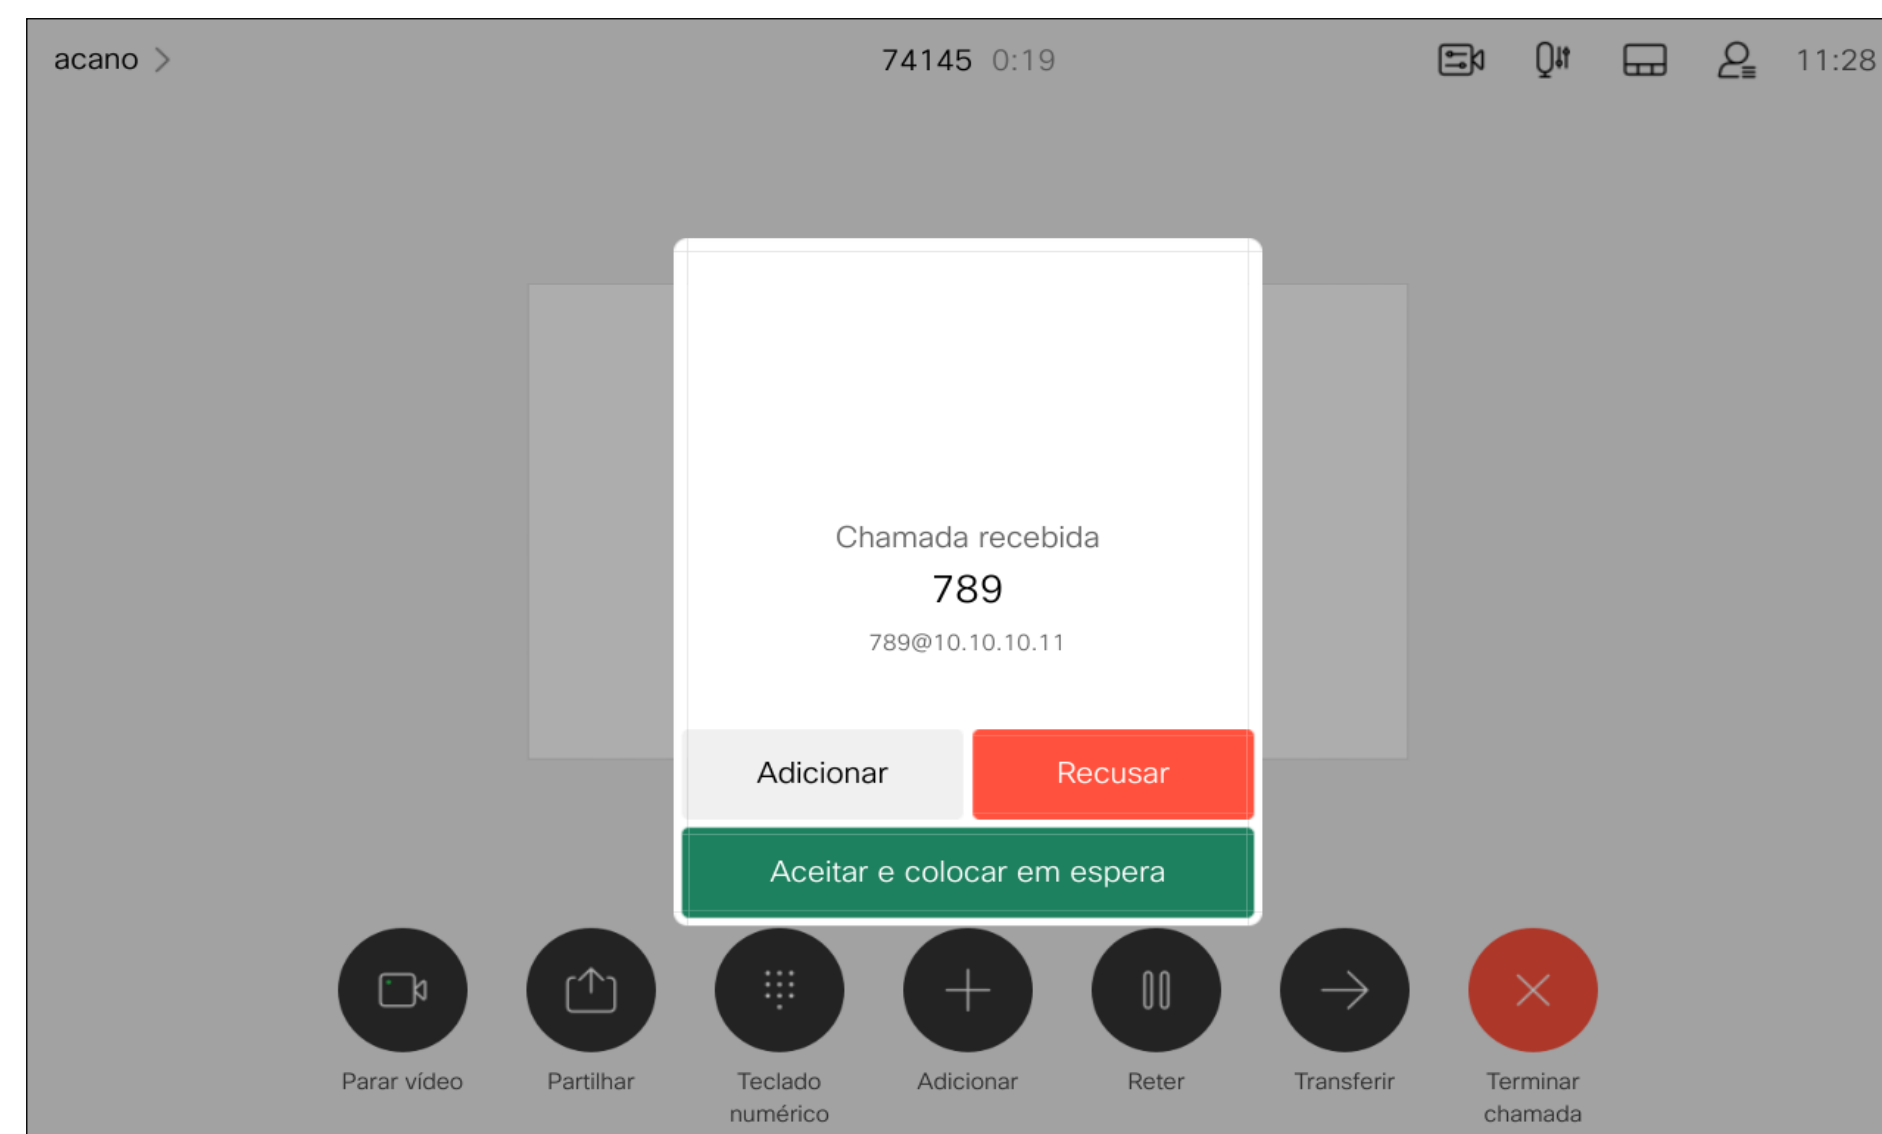 acano
74145 0:19
11:28
Chamada recebida
789
789@10.10.10.11
Adicionar
Recusar
Aceitar e colocar em espera
Parar vídeo
Partilhar
Teclado
numérico
Adicionar
Reter
Transferir
Terminar
chamada